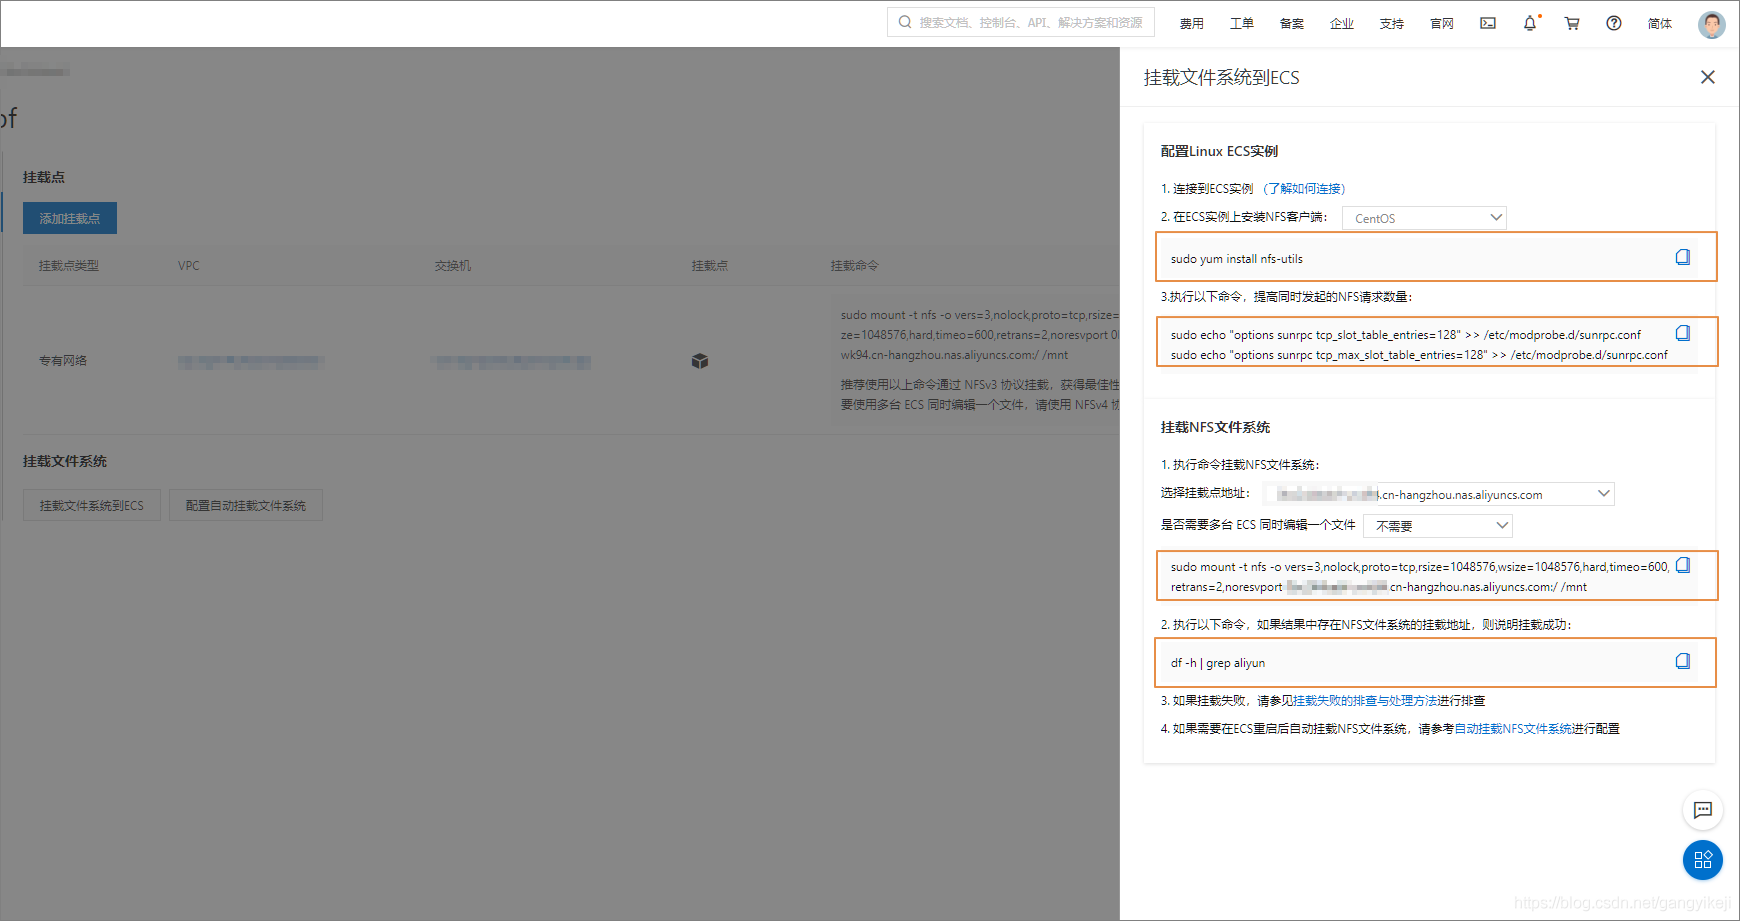 搜索文档、控制台、API、解决方案和资源
费用
工单
备案
企业
支持
官网
简体
of
挂载点
添加挂载点
挂载点类型
VPC
交换机
挂载点
挂载命令
专有网络
sudo mount -t nfs -o vers=3,nolock,proto=tcp,rsize=
ze=1048576,hard,timeo=600,retrans=2,noresvport 0
wk94.cn-hangzhou.nas.aliyuncs.com:/ /mnt
推荐使用以上命令通过 NFSv3 协议挂载，获得最佳性
要使用多台 ECS 同时编辑一个文件，请使用 NFSv4 协
挂载文件系统
挂载文件系统到ECS
配置自动挂载文件系统
挂载文件系统到ECS
配置Linux ECS实例
1. 连接到ECS实例 （了解如何连接）
2. 在ECS实例上安装NFS客户端： CentOS
sudo yum install nfs-utils
3.执行以下命令，提高同时发起的NFS请求数量：
sudo echo "options sunrpc tcp_slot_table_entries=128" >> /etc/modprobe.d/sunrpc.conf
sudo echo "options sunrpc tcp_max_slot_table_entries=128" >> /etc/modprobe.d/sunrpc.conf
挂载NFS文件系统
1. 执行命令挂载NFS文件系统：
选择挂载点地址： .cn-hangzhou.nas.aliyuncs.com
是否需要多台 ECS 同时编辑一个文件 不需要
sudo mount -t nfs -o vers=3,nolock,proto=tcp,rsize=1048576,wsize=1048576,hard,timeo=600,
retrans=2,noresvport .cn-hangzhou.nas.aliyuncs.com:/ /mnt
2. 执行以下命令，如果结果中存在NFS文件系统的挂载地址，则说明挂载成功：
df -h | grep aliyun
3. 如果挂载失败，请参见挂载失败的排查与处理方法进行排查
4. 如果需要在ECS重启后自动挂载NFS文件系统，请参考自动挂载NFS文件系统进行配置
https://blog.csdn.net/gangyikeji